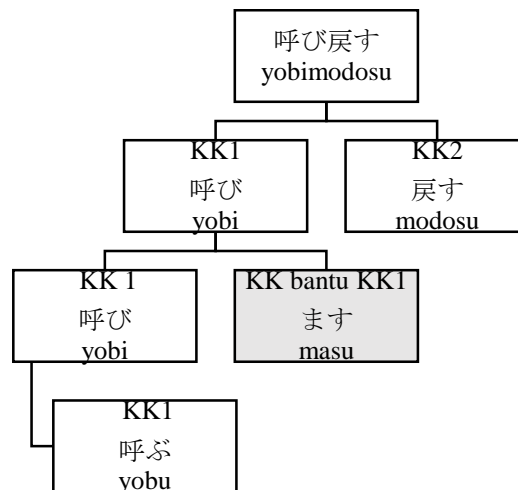 呼び戻す
yobimodosu
KK1
呼び
yobi
KK2
戻す
modosu
KK 1
呼び
yobi
KK bantu KK1
ます
masu
KK1
呼ぶ
yobu